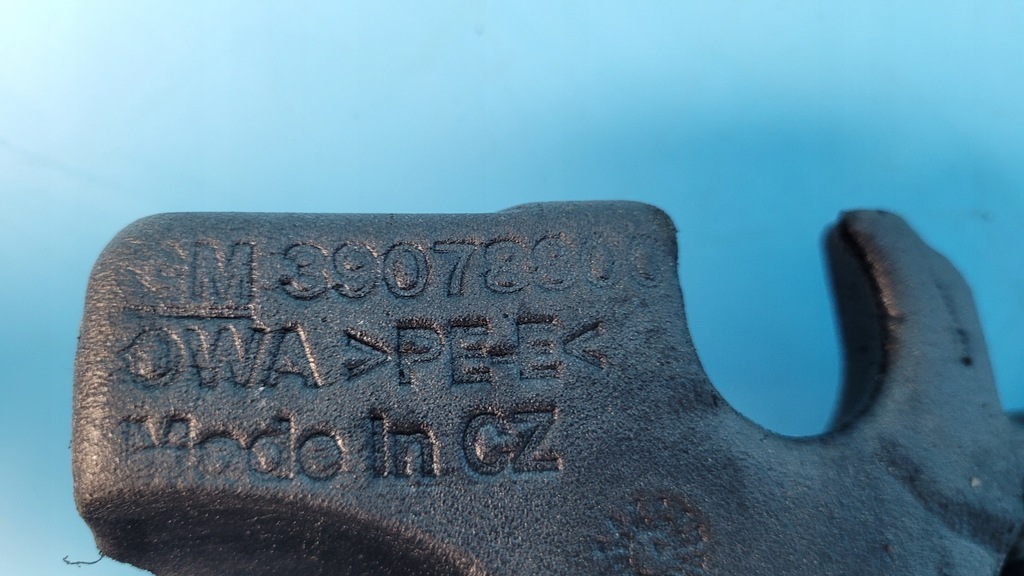 GM 39078900
OWA >PE-E<
Made in CZ